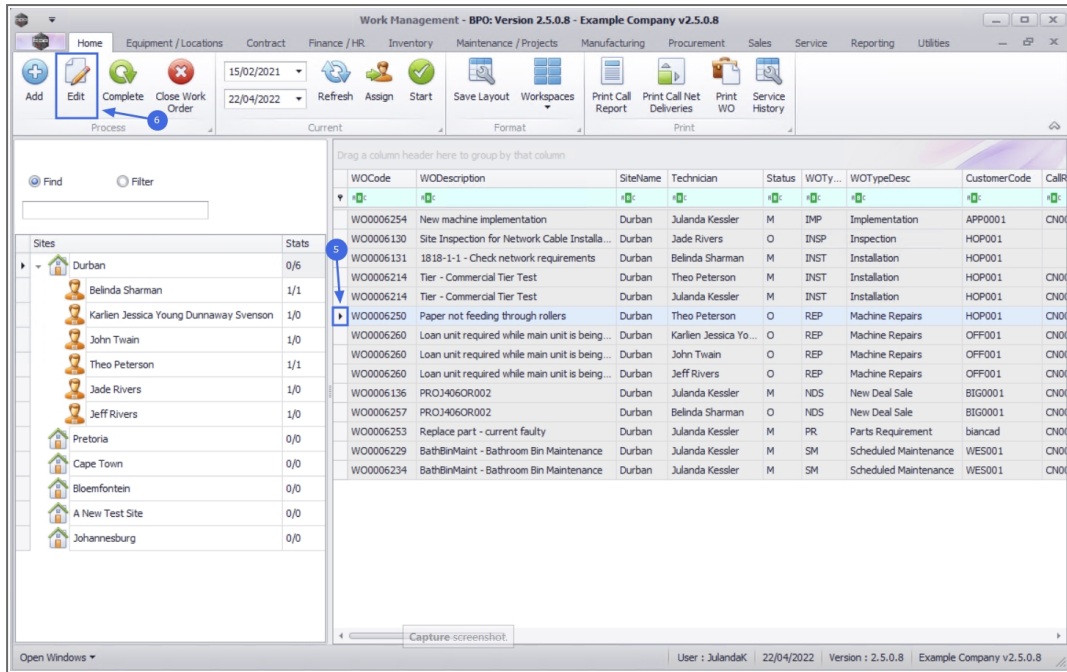 Work Management - BPO: Version 2.5.0.8 - Example Company v2.5.0.8
Home Equipment / Locations Contract Finance / HR Inventory Maintenance / Projects Manufacturing Procurement Sales Service Reporting Utilities
Add Edit Complete Close Work Order
15/02/2021
22/04/2022
Refresh Assign Start Save Layout Workspaces Print Call Report Print Call Net Deliveries Print WO Service History
6
Process Current Format Print
Drag a column header here to group by that column
Find Filter
Sites Stats
Durban 0/6
Belinda Sharman 1/1
Karlien Jessica Young Dunnaway Svenson 1/0
John Twain 1/0
Theo Peterson 1/1
Jade Rivers 1/0
Jeff Rivers 1/0
Pretoria 0/0
Cape Town 0/0
Bloemfontein 0/0
A New Test Site 0/0
Johannesburg 0/0
5
WOCode WODescription SiteName Technician Status WOTy... WOTypeDesc CustomerCode CallR
WO0006254 New machine implementation Durban Julanda Kessler M IMP Implementation APP0001 CN00
WO0006130 Site Inspection for Network Cable Installa... Durban Jade Rivers O INSP Inspection HOP001
WO0006131 1818-1-1 - Check network requirements Durban Belinda Sharman M INST Installation HOP001
WO0006214 Tier - Commercial Tier Test Durban Theo Peterson M INST Installation HOP001 CN00
WO0006214 Tier - Commercial Tier Test Durban Julanda Kessler M INST Installation HOP001 CN00
WO0006250 Paper not feeding through rollers Durban Theo Peterson O REP Machine Repairs HOP001 CN00
WO0006260 Loan unit required while main unit is being... Durban Karlien Jessica Yo... O REP Machine Repairs OFF001 CN00
WO0006260 Loan unit required while main unit is being... Durban John Twain O REP Machine Repairs OFF001 CN00
WO0006260 Loan unit required while main unit is being... Durban Jeff Rivers O REP Machine Repairs OFF001 CN00
WO0006136 PROJ406OR002 Durban Julanda Kessler M NDS New Deal Sale BIG0001 CN00
WO0006257 PROJ406OR002 Durban Belinda Sharman O NDS New Deal Sale BIG0001 CN00
WO0006253 Replace part - current faulty Durban Julanda Kessler M PR Parts Requirement biancad CN00
WO0006229 BathBinMaint - Bathroom Bin Maintenance Durban Julanda Kessler M SM Scheduled Maintenance WES001 CN00
WO0006234 BathBinMaint - Bathroom Bin Maintenance Durban Julanda Kessler M SM Scheduled Maintenance WES001 CN00
Capture screenshot.
Open Windows User : JulandaK 22/04/2022 Version : 2.5.0.8 Example Company v2.5.0.8